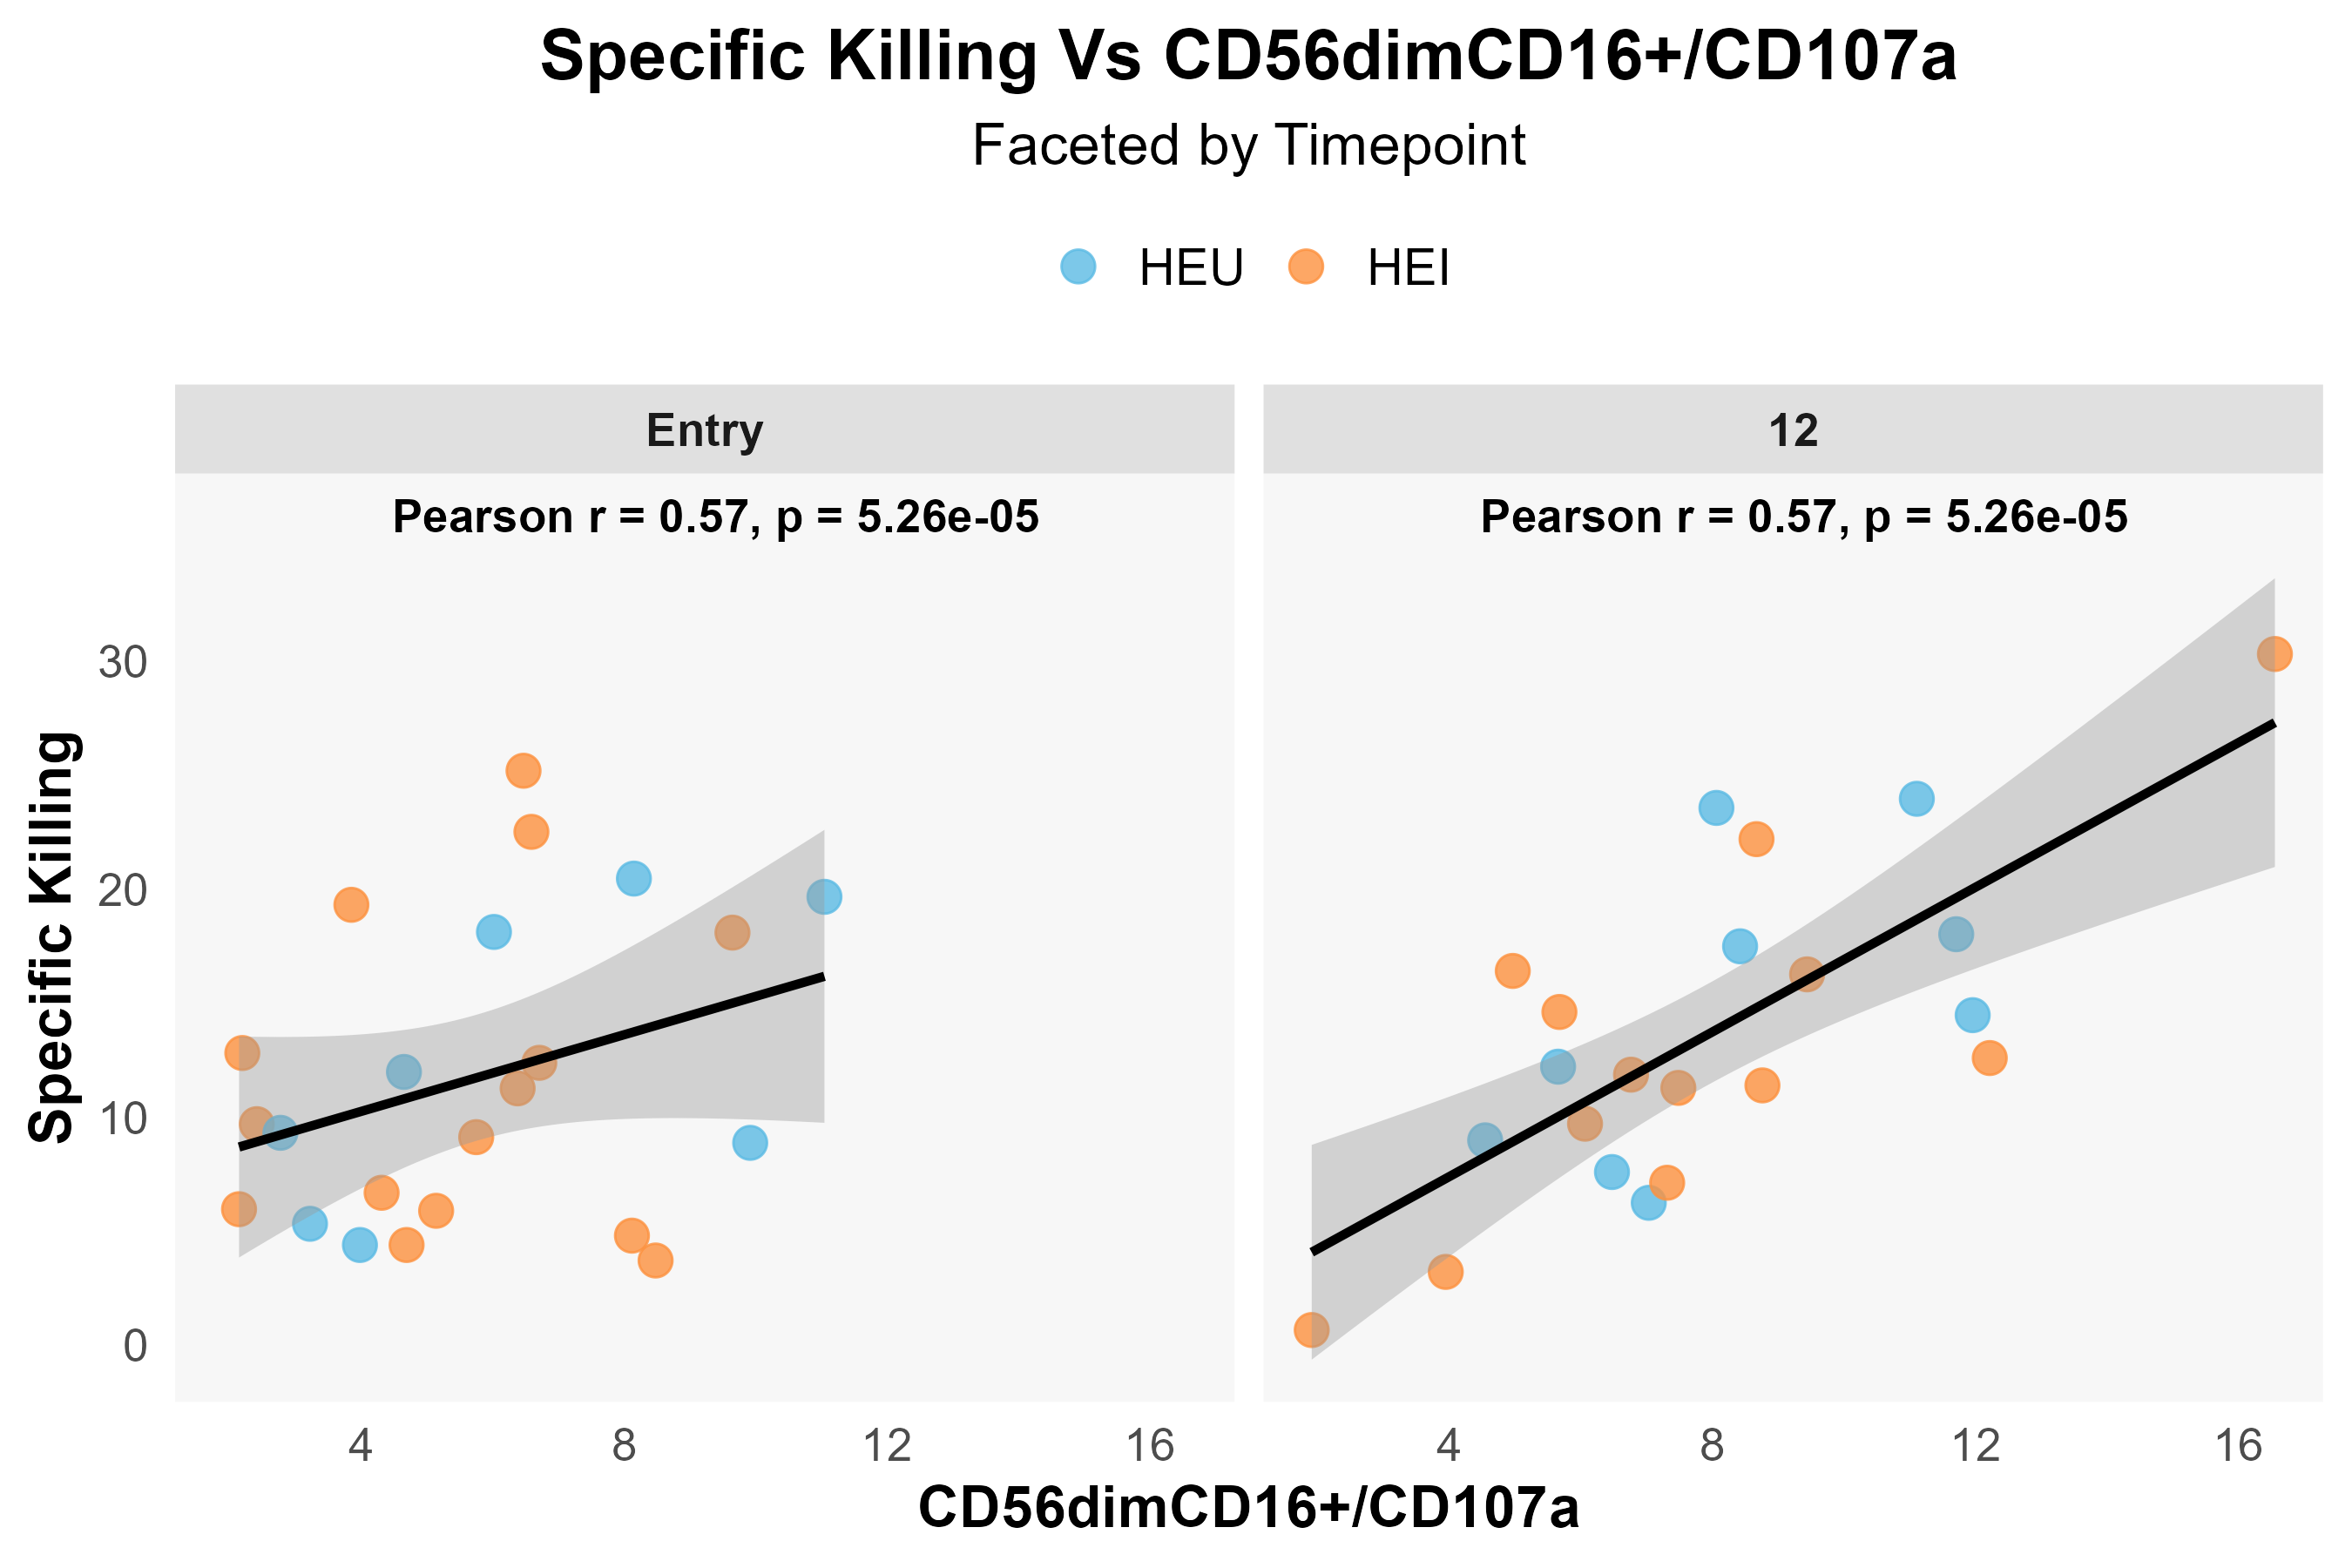 Specific Killing Vs CD56dimCD16+/CD107a
Faceted by Timepoint
HEU HEI
Entry
12
Pearson r = 0.57, p = 5.26e-05
Pearson r = 0.57, p = 5.26e-05
Specific Killing
30
20
10
0
4 8 12 16
4 8 12 16
CD56dimCD16+/CD107a